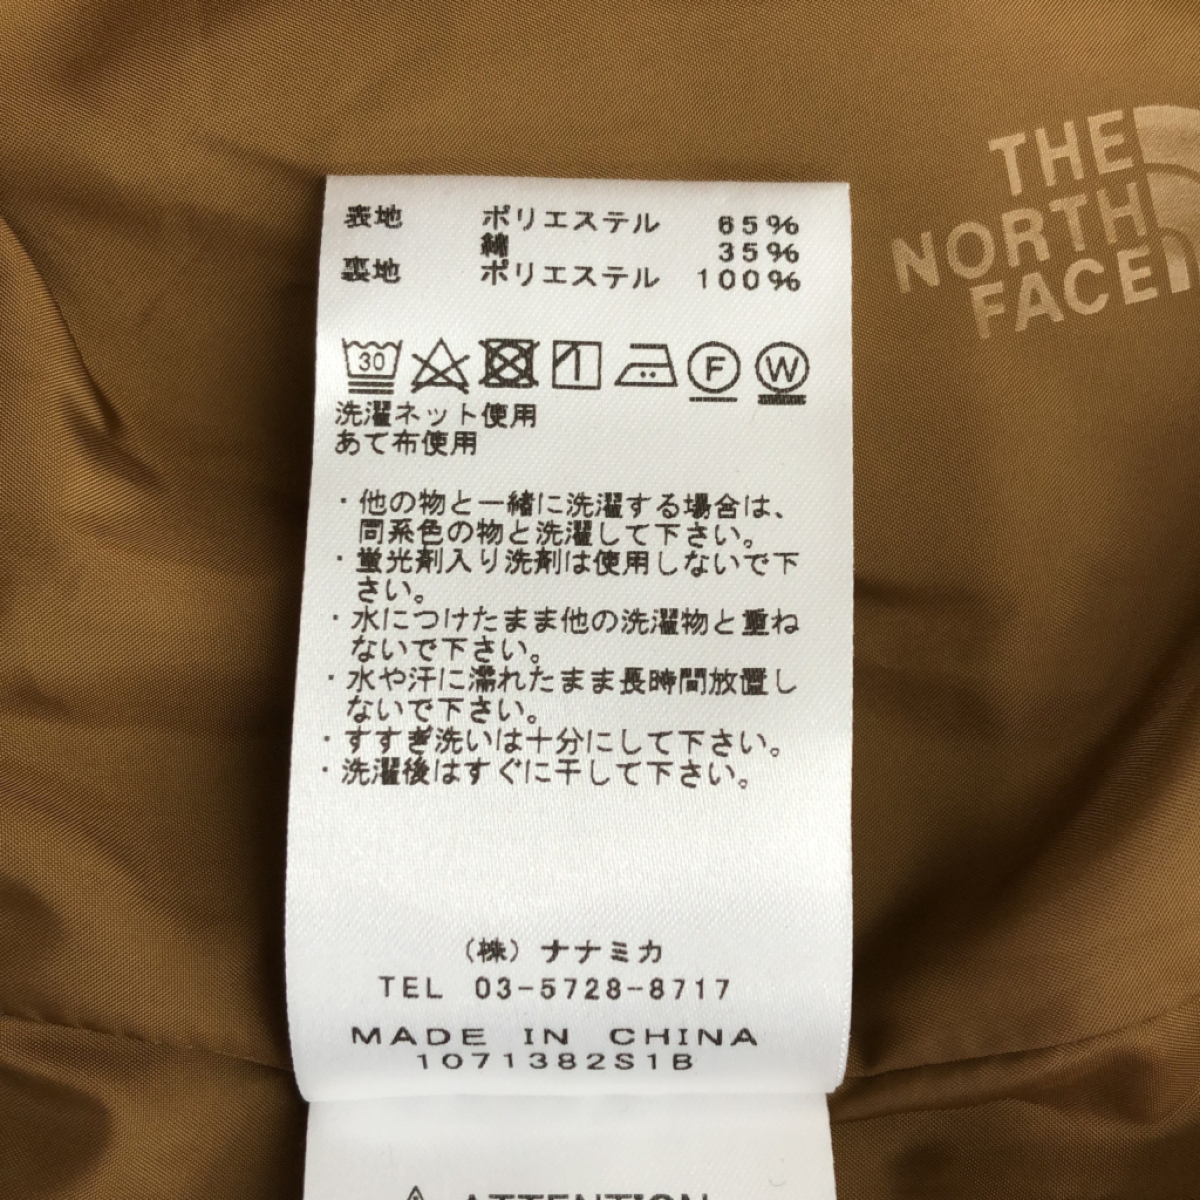 THE
NORTH
FACE
表地 ポリエステル 65%
綿 35%
裏地 ポリエステル 100%
30 F W
洗濯ネット使用
あて布使用
・他の物と一緒に洗濯する場合は、
同系色の物と洗濯して下さい。
・蛍光剤入り洗剤は使用しないで下
さい。
・水につけたまま他の洗濯物と重ね
ないで下さい。
・水や汗に濡れたまま長時間放置し
ないで下さい。
・すすぎ洗いは十分にして下さい。
・洗濯後はすぐに干して下さい。
(株)ナナミカ
TEL 03-5728-8717
MADE IN CHINA
1071382S1B
ATTENTION